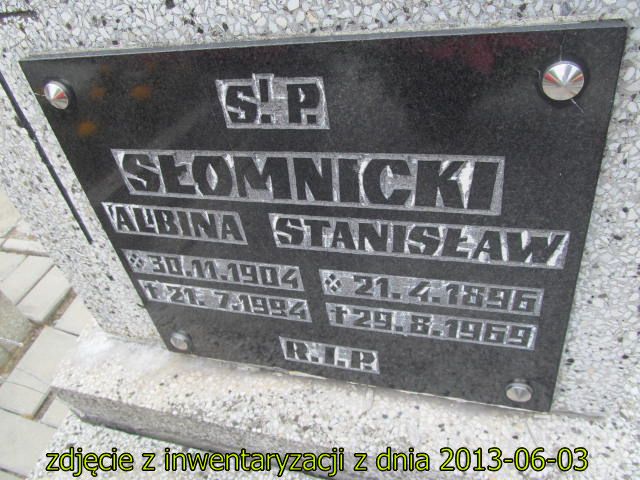 Ś.P.
SŁOMNICKI
ALBINA STANISŁAW
30.11.1904 21.4.1896
†21.7.1994 †29.8.1969
R.I.P.
zdjęcie z inwentaryzacji z dnia 2013-06-03